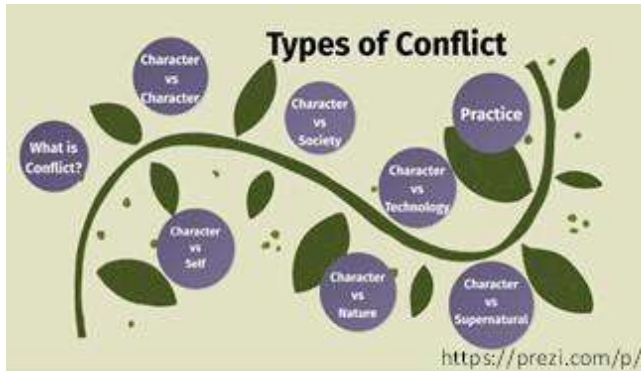 Types of Conflict
What is
Conflict?
Character
vs
Character
Character
vs
Self
Character
vs
Society
Character
vs
Nature
Character
vs
Technology
Character
vs
Supernatural
Practice
https://prezi.com/p/